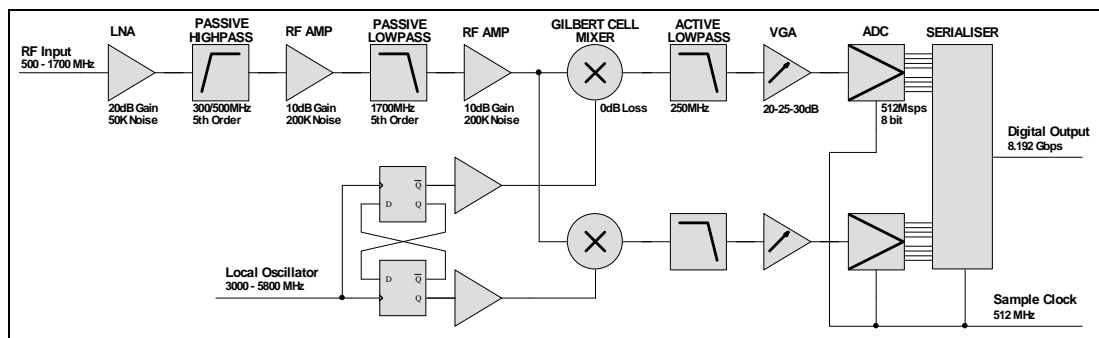 LNA
PASSIVE
HIGHPASS
RF AMP
PASSIVE
LOWPASS
RF AMP
GILBERT CELL
MIXER
ACTIVE
LOWPASS
VGA
ADC
SERIALISER
RF Input
500 - 1700 MHz
20dB Gain
50K Noise
300/500MHz
5th Order
10dB Gain
200K Noise
1700MHz
5th Order
10dB Gain
200K Noise
0dB Loss
250MHz
20-25-30dB
512Msps
8 bit
Digital Output
8.192 Gbps
Q
D Q
D Q
Q
Local Oscillator
3000 - 5800 MHz
Sample Clock
512 MHz